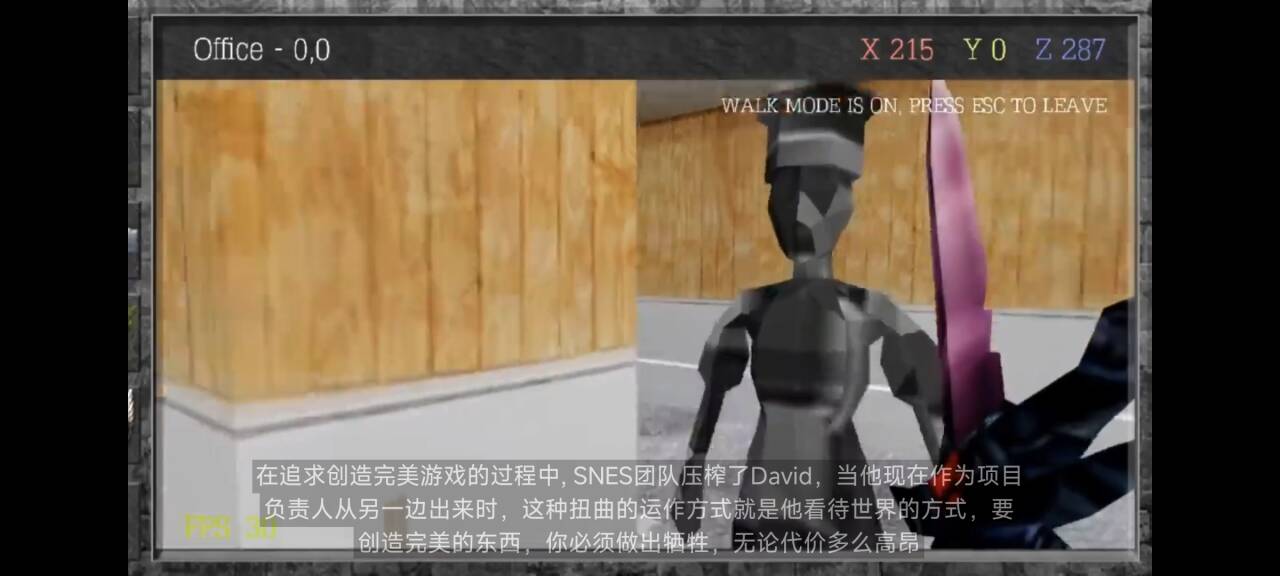 Office - 0,0
X 215 Y 0 Z 287
WALK MODE IS ON, PRESS ESC TO LEAVE
在追求创造完美游戏的过程中, SNES团队压榨了David，当他现在作为项目
负责人从另一边出来时，这种扭曲的运作方式就是他看待世界的方式，要
创造完美的东西，你必须做出牺牲，无论代价多么高昂
FPS 30